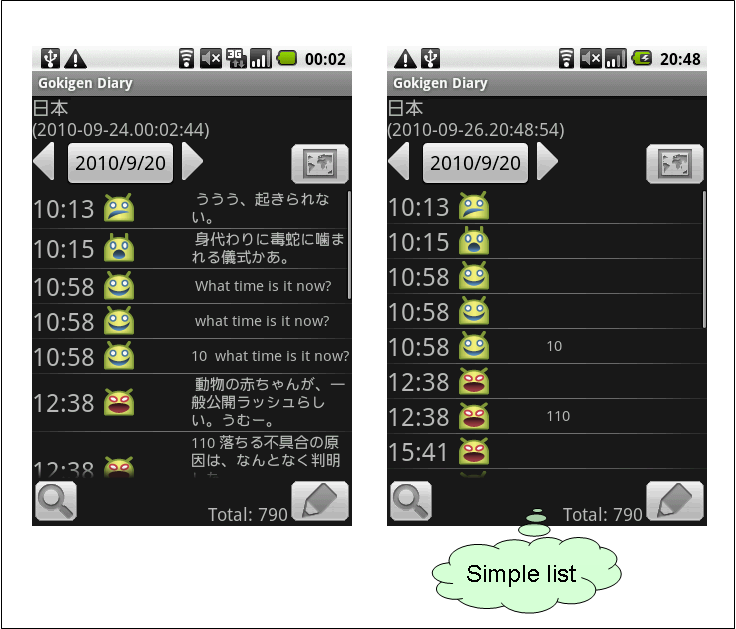 3G
00:02
Gokigen Diary
日本
(2010-09-24.00:02:44)
2010/9/20
10:13
ううう、起きられな
い。
10:15
身代わりに毒蛇に噛ま
れる儀式かあ。
10:58
What time is it now?
10:58
what time is it now?
10:58
10 what time is it now?
12:38
動物の赤ちゃんが、一
般公開ラッシュらし
い。うむー。
12:38
110 落ちる不具合の原
因は、なんとなく判明
Total: 790
20:48
Gokigen Diary
日本
(2010-09-26.20:48:54)
2010/9/20
10:13
10:15
10:58
10:58
10:58
10
12:38
12:38
110
15:41
Total: 790
Simple list